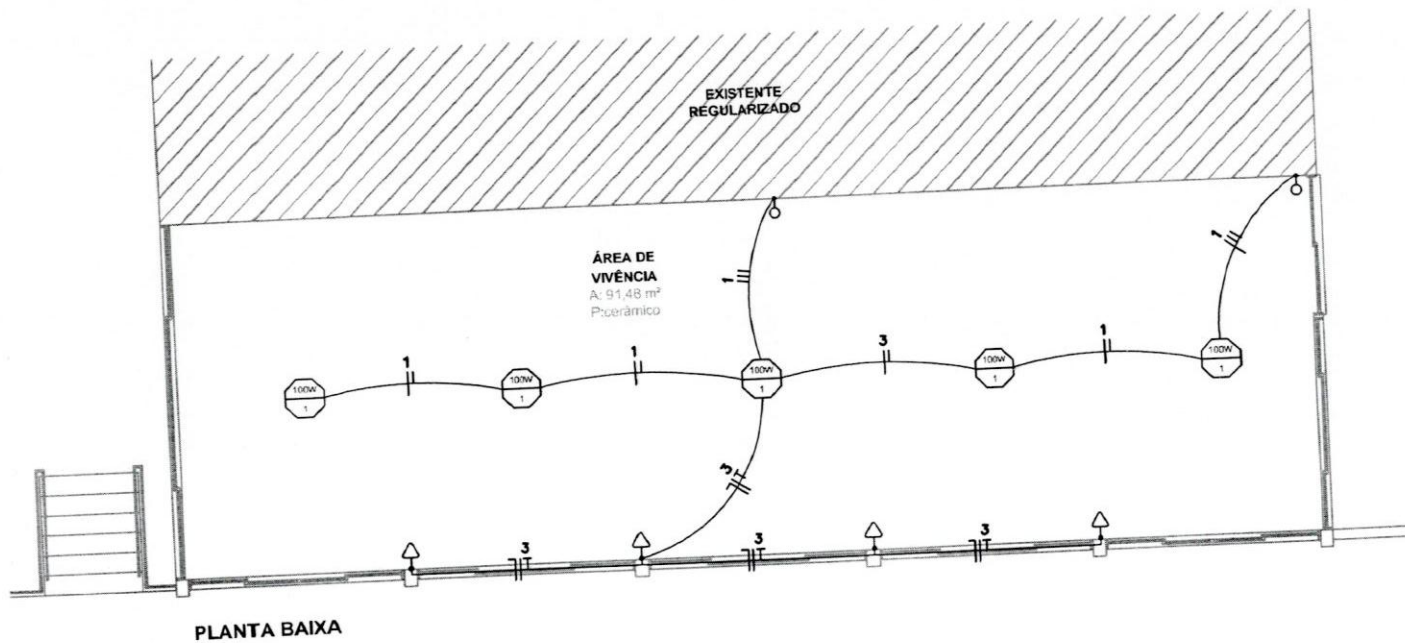 EXISTENTE
REGULARIZADO
ÁREA DE
VIVÊNCIA
A: 91,48 m²
P:cerâmico
1
1
1
1
3
1
100W
1
100W
1
100W
1
100W
1
100W
1
3
3
3
3
PLANTA BAIXA